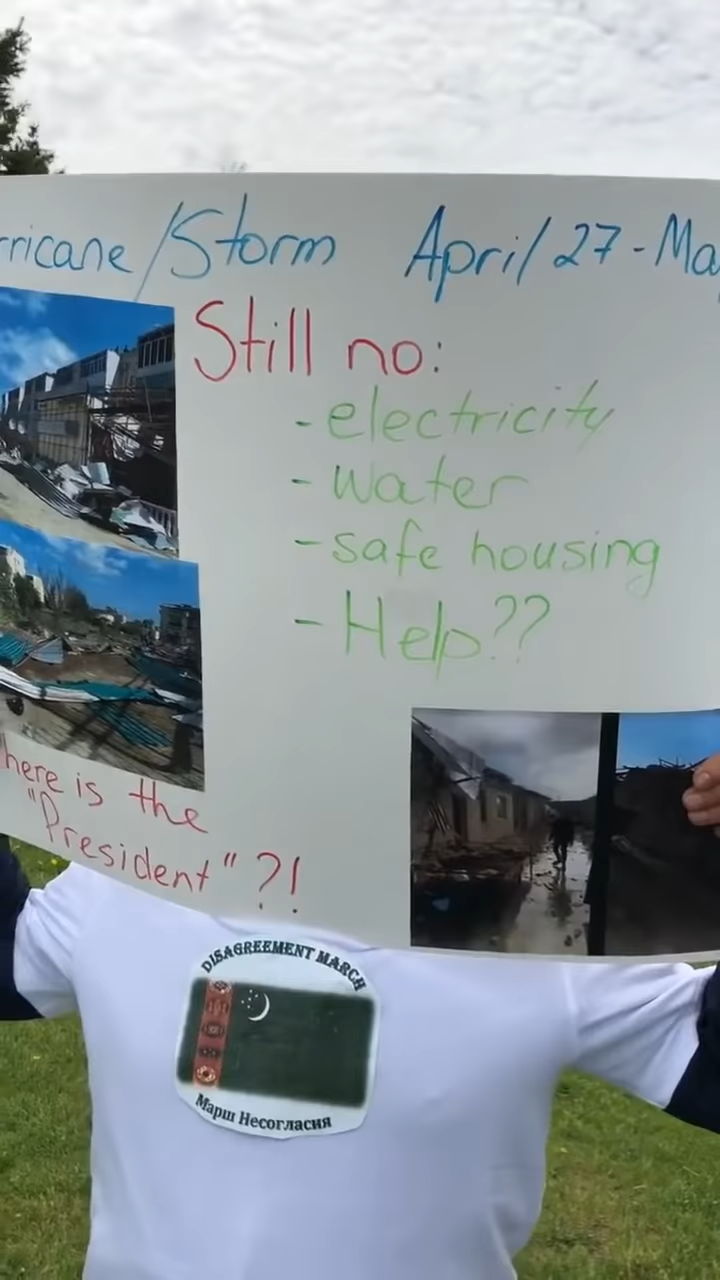 rricane/Storm April/27-Ma
Still no:
- electricity
- water
- safe housing
- Help??
here is the
"President"?!
DISAGREEMENT MARCH
Марш Несогласия